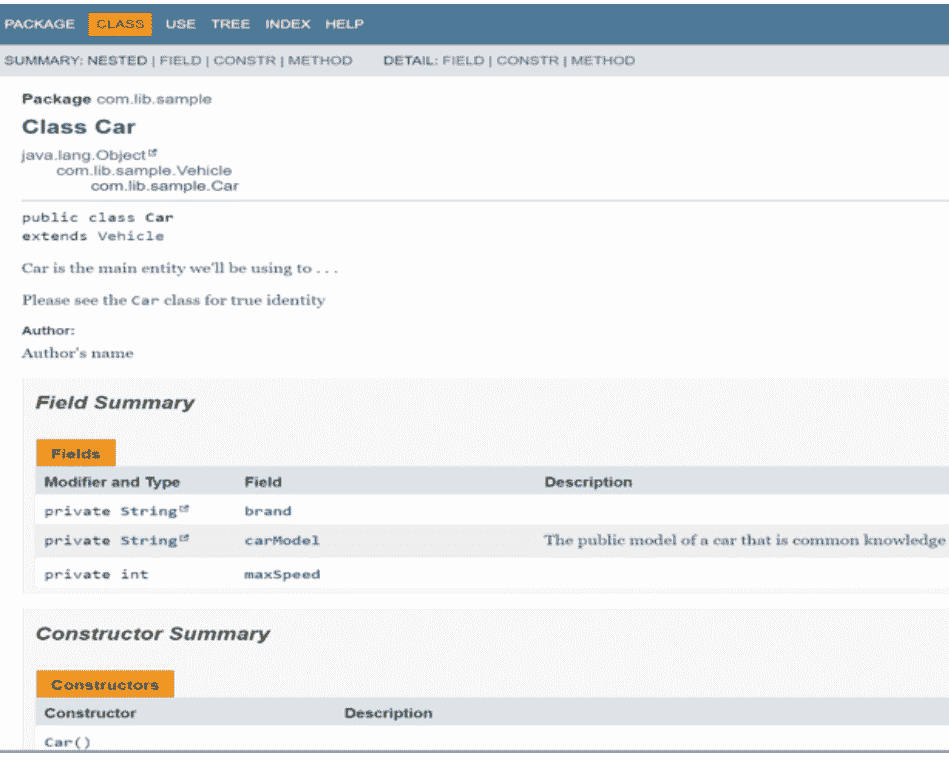 PACKAGE CLASS USE TREE INDEX HELP
SUMMARY: NESTED | FIELD | CONSTR | METHOD DETAIL: FIELD | CONSTR | METHOD
Package com.lib.sample
Class Car
java.lang.Object
com.lib.sample.Vehicle
com.lib.sample.Car
public class Car
extends Vehicle
Car is the main entity we'll be using to . . .
Please see the Car class for true identity
Author:
Author's name
Field Summary
Fields
Modifier and Type Field Description
private String brand
private String carModel The public model of a car that is common knowledge
private int maxSpeed
Constructor Summary
Constructors
Constructor Description
Car()